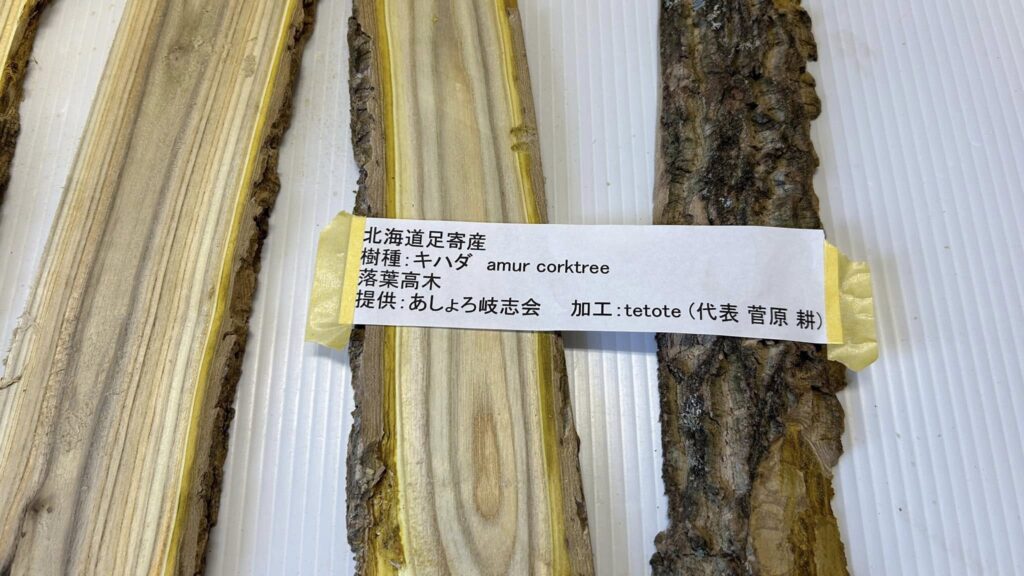 北海道足寄産
樹種：キハダ　amur corktree
落葉高木
提供：あしょろ岐志会　　加工：tetote（代表 菅原 耕）